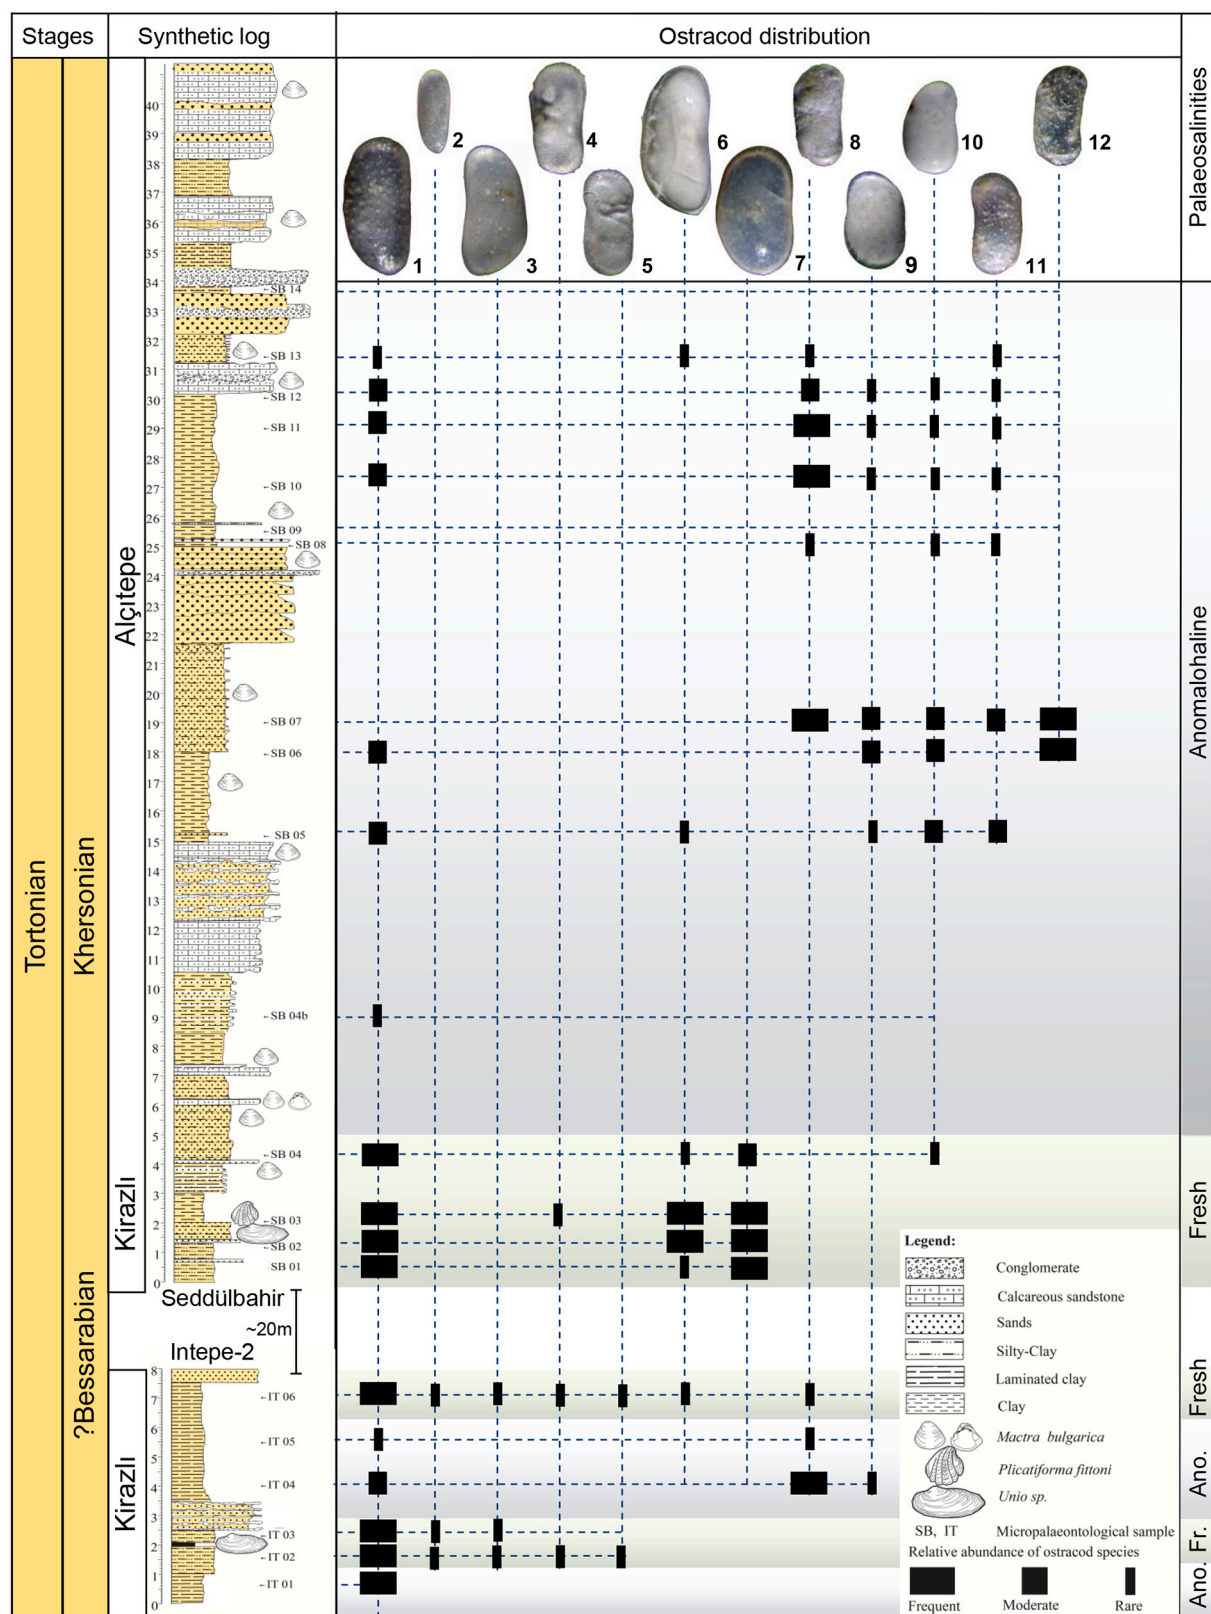 Stages
Synthetic log
Ostracod distribution
Palaeosalinities
Tortonian
Khersonian
?Bessarabian
Alçıtepe
Kirazlı
Kirazlı
1
2
3
4
5
6
7
8
9
10
11
12
40
39
38
37
36
35
34
SB 14
33
32
SB 13
31
30
SB 12
29
SB 11
28
27
SB 10
26
SB 09
25
SB 08
24
23
22
21
20
19
SB 07
18
SB 06
17
16
15
SB 05
14
13
12
11
10
9
SB 04b
8
7
6
5
4
SB 04
3
2
SB 03
1
SB 02
0
SB 01
Seddülbahir
~20m
Intepe-2
8
7
IT 06
6
5
IT 05
4
IT 04
3
IT 03
2
IT 02
1
IT 01
0
Anomalohaline
Fresh
Fresh
Ano.
Fr.
Ano.
Legend:
Conglomerate
Calcareous sandstone
Sands
Silty-Clay
Laminated clay
Clay
Mactra bulgarica
Plicatiforma fittoni
Unio sp.
SB, IT Micropalaeontological sample
Relative abundance of ostracod species
Frequent Moderate Rare